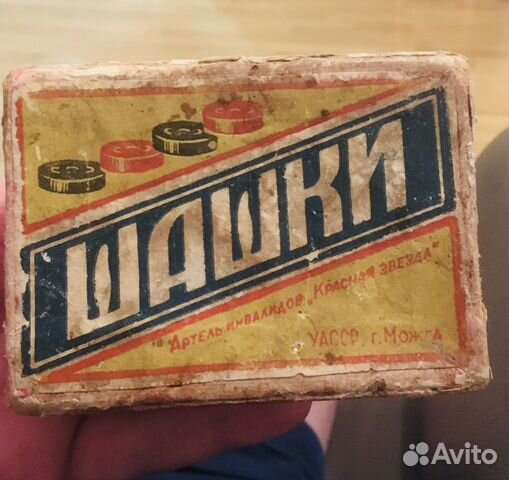 ШАШКИ
Артель инвалидов „Красная звезда"
УАССР, г. Можга
Avito